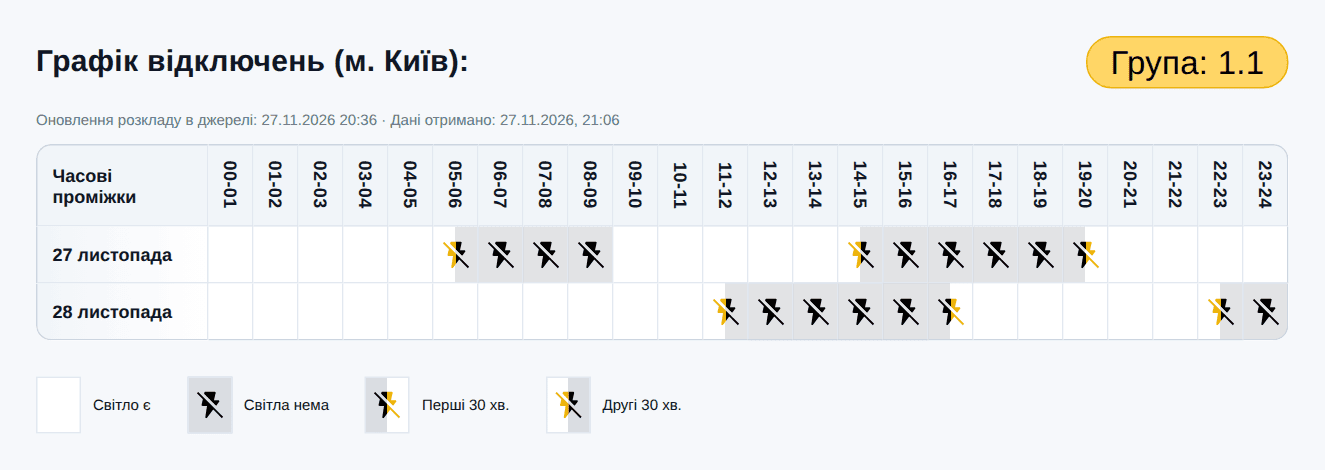 Графік відключень (м. Київ):
Група: 1.1
Оновлення розкладу в джерелі: 27.11.2026 20:36 · Дані отримано: 27.11.2026, 21:06
Часові
проміжки
00-01
01-02
02-03
03-04
04-05
05-06
06-07
07-08
08-09
09-10
10-11
11-12
12-13
13-14
14-15
15-16
16-17
17-18
18-19
19-20
20-21
21-22
22-23
23-24
27 листопада
28 листопада
Світло є
Світла нема
Перші 30 хв.
Другі 30 хв.